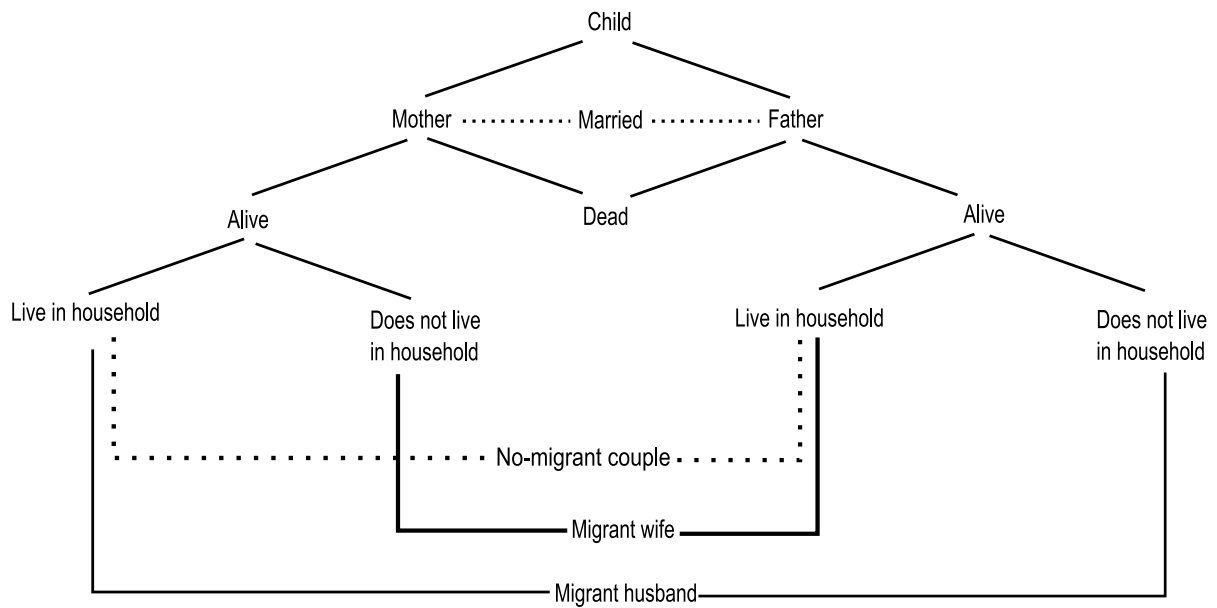 Child
Mother
Married
Father
Alive
Dead
Alive
Live in household
Does not live
in household
Live in household
Does not live
in household
No-migrant couple
Migrant wife
Migrant husband